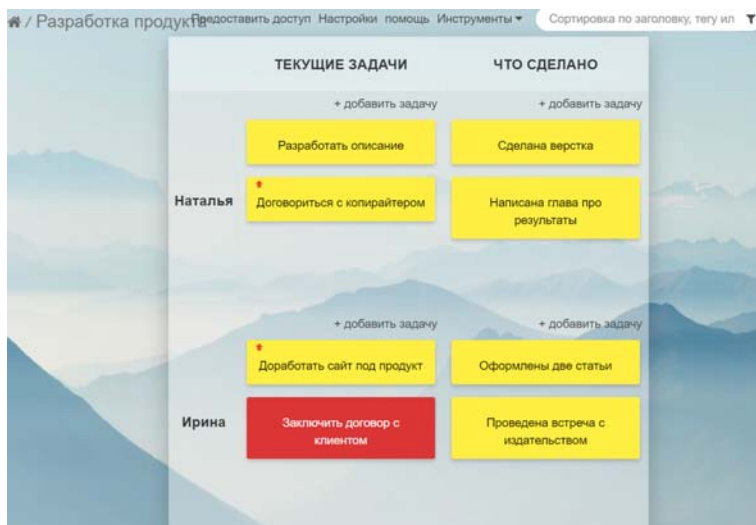 / Разработка продукта
Предоставить доступ Настройки помощь Инструменты Сортировка по заголовку, тегу ил
ТЕКУЩИЕ ЗАДАЧИ ЧТО СДЕЛАНО
+ добавить задачу + добавить задачу
Разработать описание Сделана верстка
Наталья
Договориться с копирайтером
Написана глава про
результаты
+ добавить задачу + добавить задачу
Доработать сайт под продукт Оформлены две статьи
Ирина
Заключить договор с
клиентом
Проведена встреча с
издательством